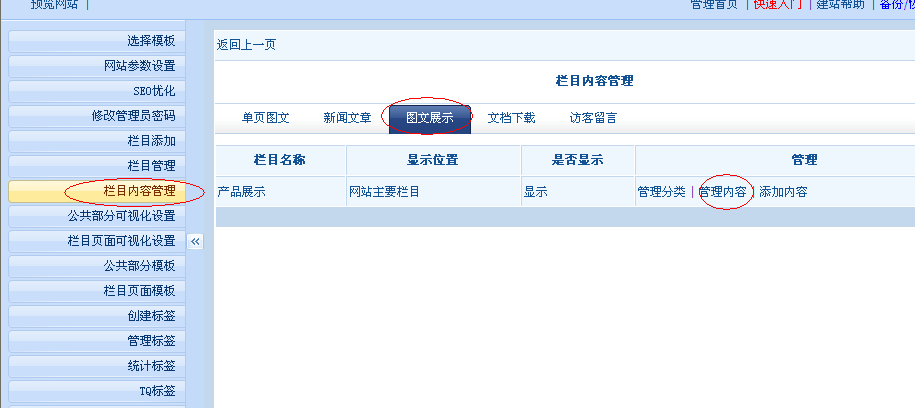 预览网站 |
管理首页 | 快速入门 | 建站帮助 | 备份/
选择模板
网站参数设置
SEO优化
修改管理员密码
栏目添加
栏目管理
栏目内容管理
公共部分可视化设置
栏目页面可视化设置
公共部分模板
栏目页面模板
创建标签
管理标签
统计标签
TQ标签
«
返回上一页
栏目内容管理
单页图文 新闻文章 图文展示 文档下载 访客留言
栏目名称 显示位置 是否显示 管理
产品展示 网站主要栏目 显示 管理分类 | 管理内容 | 添加内容